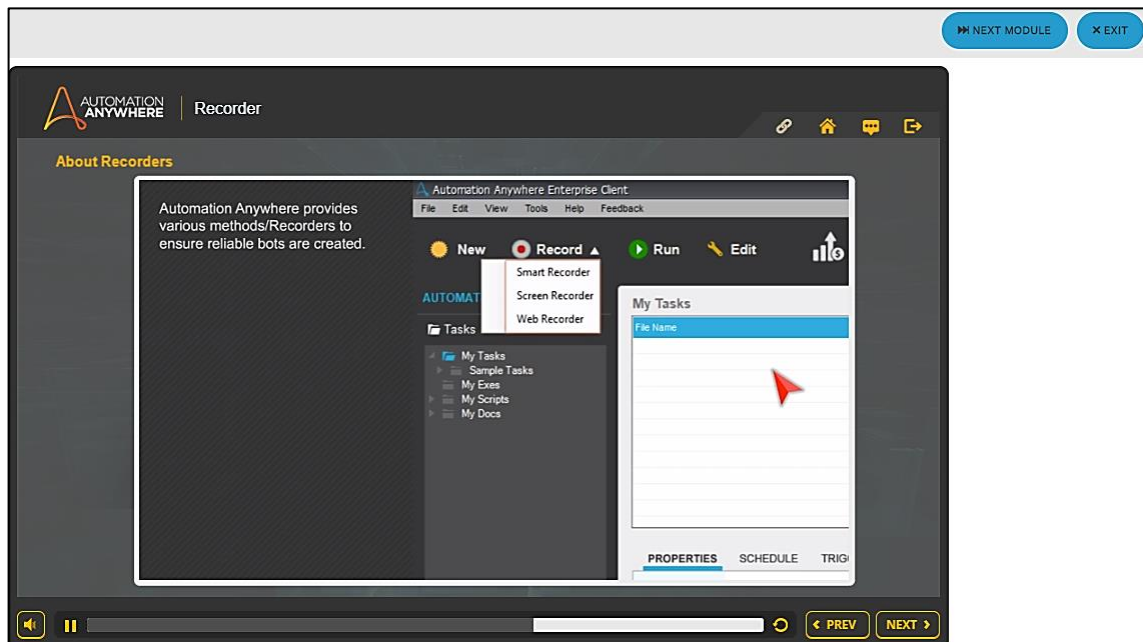 NEXT MODULE
EXIT
AUTOMATION
ANYWHERE
Recorder
About Recorders
Automation Anywhere provides
various methods/Recorders to
ensure reliable bots are created.
Automation Anywhere Enterprise Client
File Edit View Tools Help Feedback
New Record Run Edit
Smart Recorder
Screen Recorder
Web Recorder
AUTOMAT
Tasks
My Tasks
Sample Tasks
My Exes
My Scripts
My Docs
My Tasks
File Name
PROPERTIES SCHEDULE TRIG
PREV NEXT